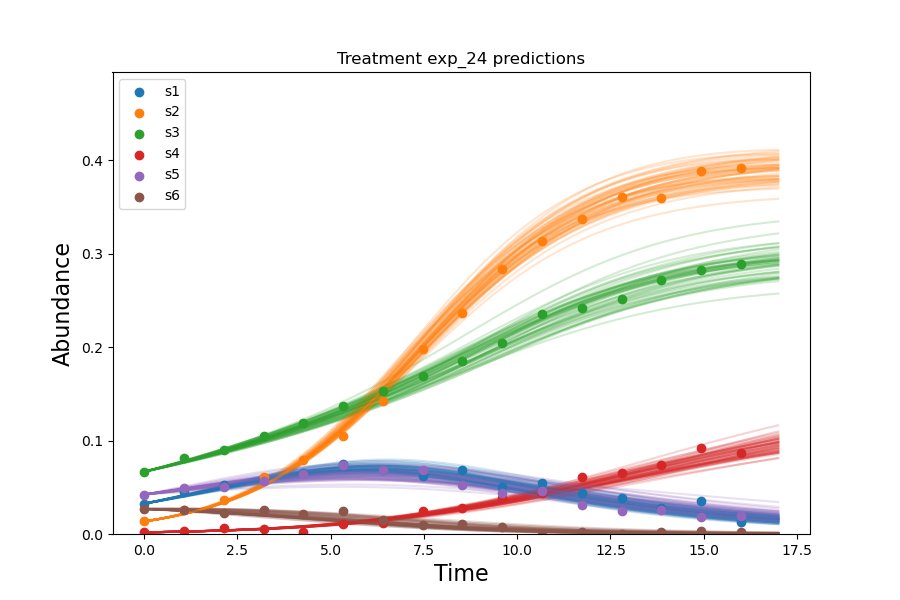 Treatment exp_24 predictions
s1
s2
s3
s4
s5
s6
Abundance
0.4
0.3
0.2
0.1
0.0
0.0 2.5 5.0 7.5 10.0 12.5 15.0 17.5
Time